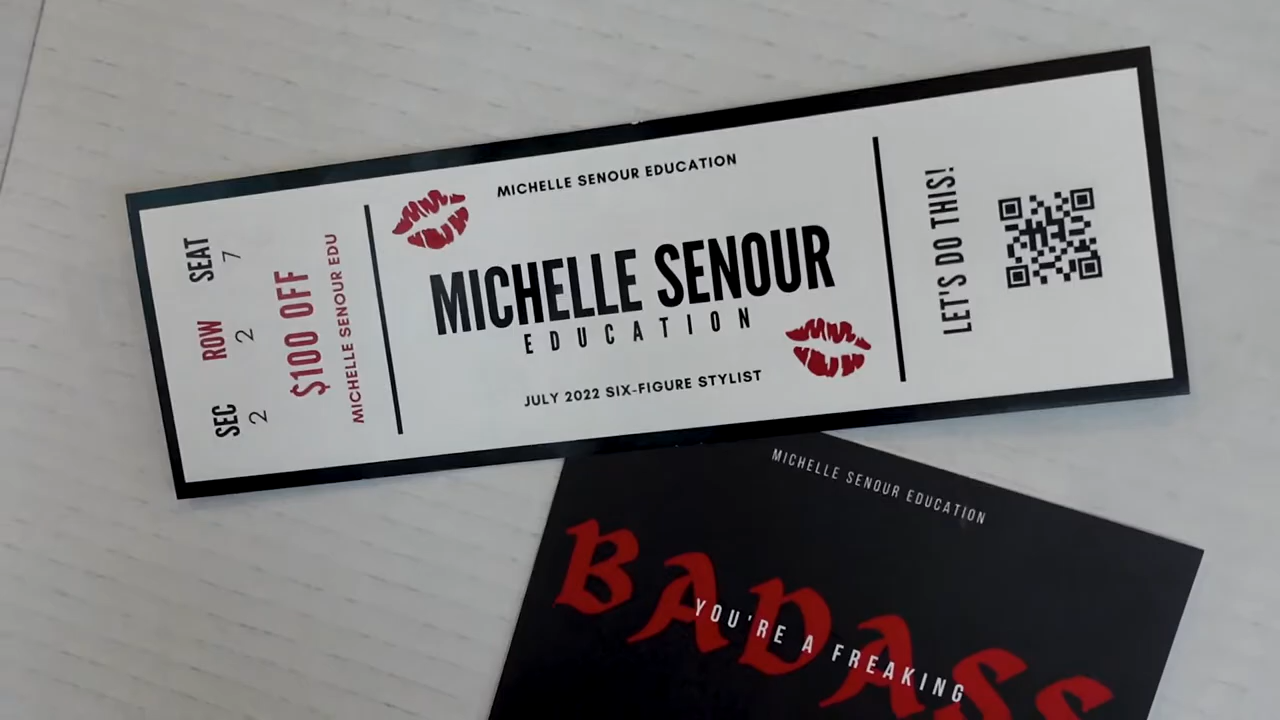 SEC ROW SEAT
2 2 7
$100 OFF
MICHELLE SENOUR EDU
MICHELLE SENOUR EDUCATION
MICHELLE SENOUR
EDUCATION
JULY 2022 SIX-FIGURE STYLIST
LET'S DO THIS!
MICHELLE SENOUR EDUCATION
BADASS
YOU'RE A FREAKING